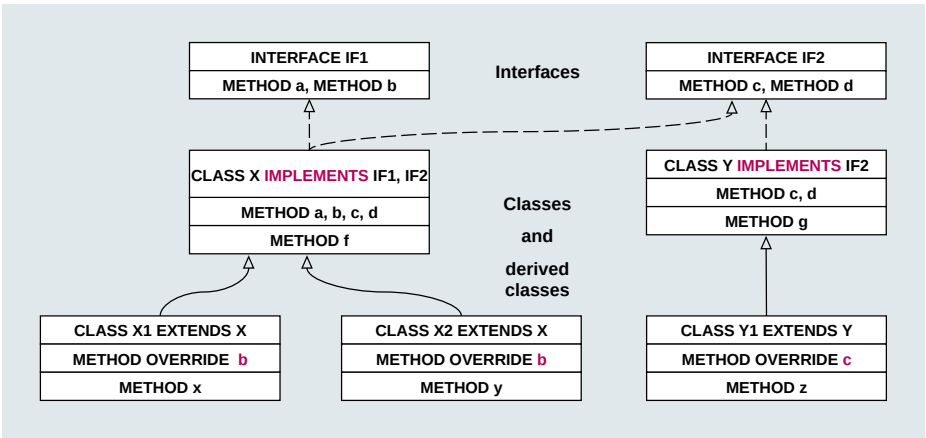 INTERFACE IF1
METHOD a, METHOD b
Interfaces
INTERFACE IF2
METHOD c, METHOD d
CLASS X IMPLEMENTS IF1, IF2
METHOD a, b, c, d
METHOD f
Classes
and
derived
classes
CLASS Y IMPLEMENTS IF2
METHOD c, d
METHOD g
CLASS X1 EXTENDS X
METHOD OVERRIDE b
METHOD x
CLASS X2 EXTENDS X
METHOD OVERRIDE b
METHOD y
CLASS Y1 EXTENDS Y
METHOD OVERRIDE c
METHOD z